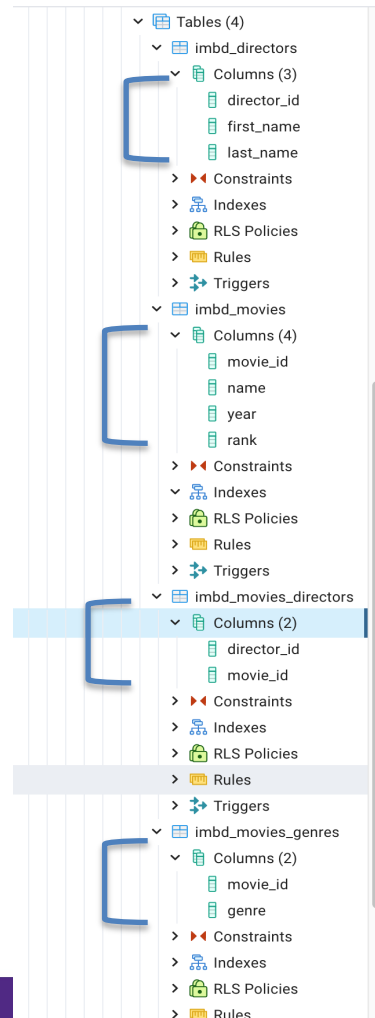 Tables (4)
imbd_directors
Columns (3)
director_id
first_name
last_name
Constraints
Indexes
RLS Policies
Rules
Triggers
imbd_movies
Columns (4)
movie_id
name
year
rank
Constraints
Indexes
RLS Policies
Rules
Triggers
imbd_movies_directors
Columns (2)
director_id
movie_id
Constraints
Indexes
RLS Policies
Rules
Triggers
imbd_movies_genres
Columns (2)
movie_id
genre
Constraints
Indexes
RLS Policies
Rules